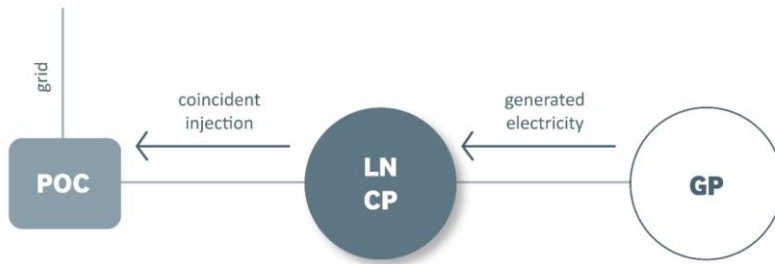 grid
coincident
injection
generated
electricity
POC
LN
CP
GP